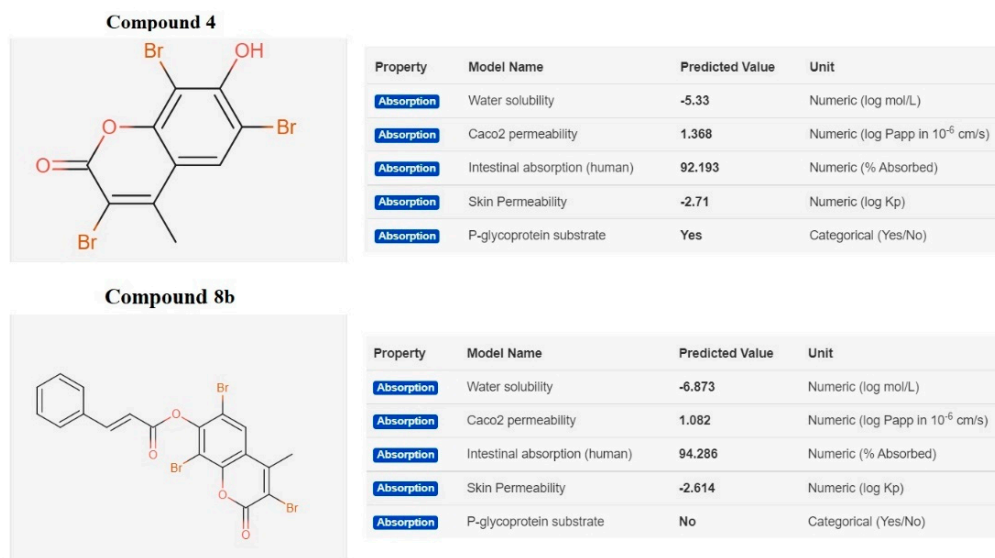 Compound 4
Br
OH
Br
O
O
Br
Property Model Name Predicted Value Unit
Absorption Water solubility -5.33 Numeric (log mol/L)
Absorption Caco2 permeability 1.368 Numeric (log Papp in 10⁻⁶ cm/s)
Absorption Intestinal absorption (human) 92.193 Numeric (% Absorbed)
Absorption Skin Permeability -2.71 Numeric (log Kp)
Absorption P-glycoprotein substrate Yes Categorical (Yes/No)
Compound 8b
Br
O
O
Br
O
Br
O
Property Model Name Predicted Value Unit
Absorption Water solubility -6.873 Numeric (log mol/L)
Absorption Caco2 permeability 1.082 Numeric (log Papp in 10⁻⁶ cm/s)
Absorption Intestinal absorption (human) 94.286 Numeric (% Absorbed)
Absorption Skin Permeability -2.614 Numeric (log Kp)
Absorption P-glycoprotein substrate No Categorical (Yes/No)